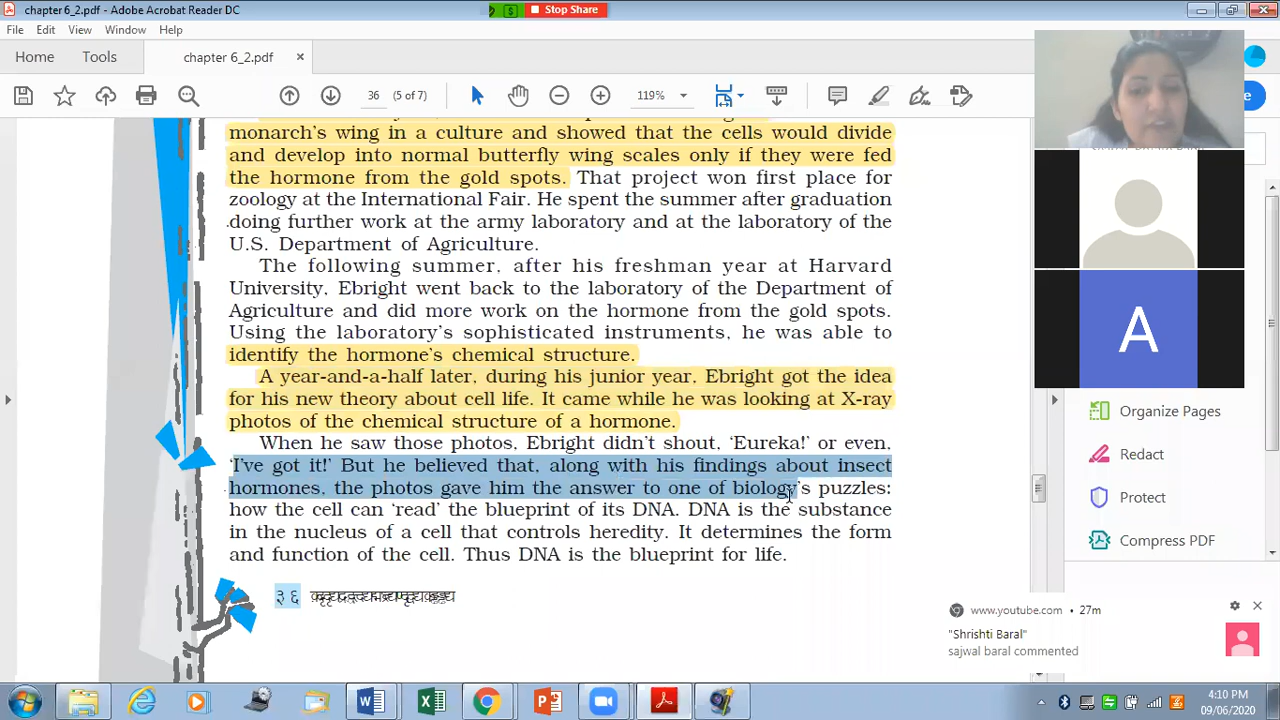 chapter 6_2.pdf - Adobe Acrobat Reader DC
Stop Share
File Edit View Window Help
Home Tools chapter 6_2.pdf ×
36 (5 of 7) 119%
monarch's wing in a culture and showed that the cells would divide
and develop into normal butterfly wing scales only if they were fed
the hormone from the gold spots. That project won first place for
zoology at the International Fair. He spent the summer after graduation
doing further work at the army laboratory and at the laboratory of the
U.S. Department of Agriculture.
The following summer, after his freshman year at Harvard
University, Ebright went back to the laboratory of the Department of
Agriculture and did more work on the hormone from the gold spots.
Using the laboratory's sophisticated instruments, he was able to
identify the hormone's chemical structure.
A year-and-a-half later, during his junior year, Ebright got the idea
for his new theory about cell life. It came while he was looking at X-ray
photos of the chemical structure of a hormone.
When he saw those photos, Ebright didn't shout, 'Eureka!' or even,
'I've got it!' But he believed that, along with his findings about insect
hormones, the photos gave him the answer to one of biology's puzzles:
how the cell can 'read' the blueprint of its DNA. DNA is the substance
in the nucleus of a cell that controls heredity. It determines the form
and function of the cell. Thus DNA is the blueprint for life.
३६
A
Organize Pages
Redact
Protect
Compress PDF
www.youtube.com • 27m
"Shrishti Baral"
sajwal baral commented
4:10 PM
09/06/2020